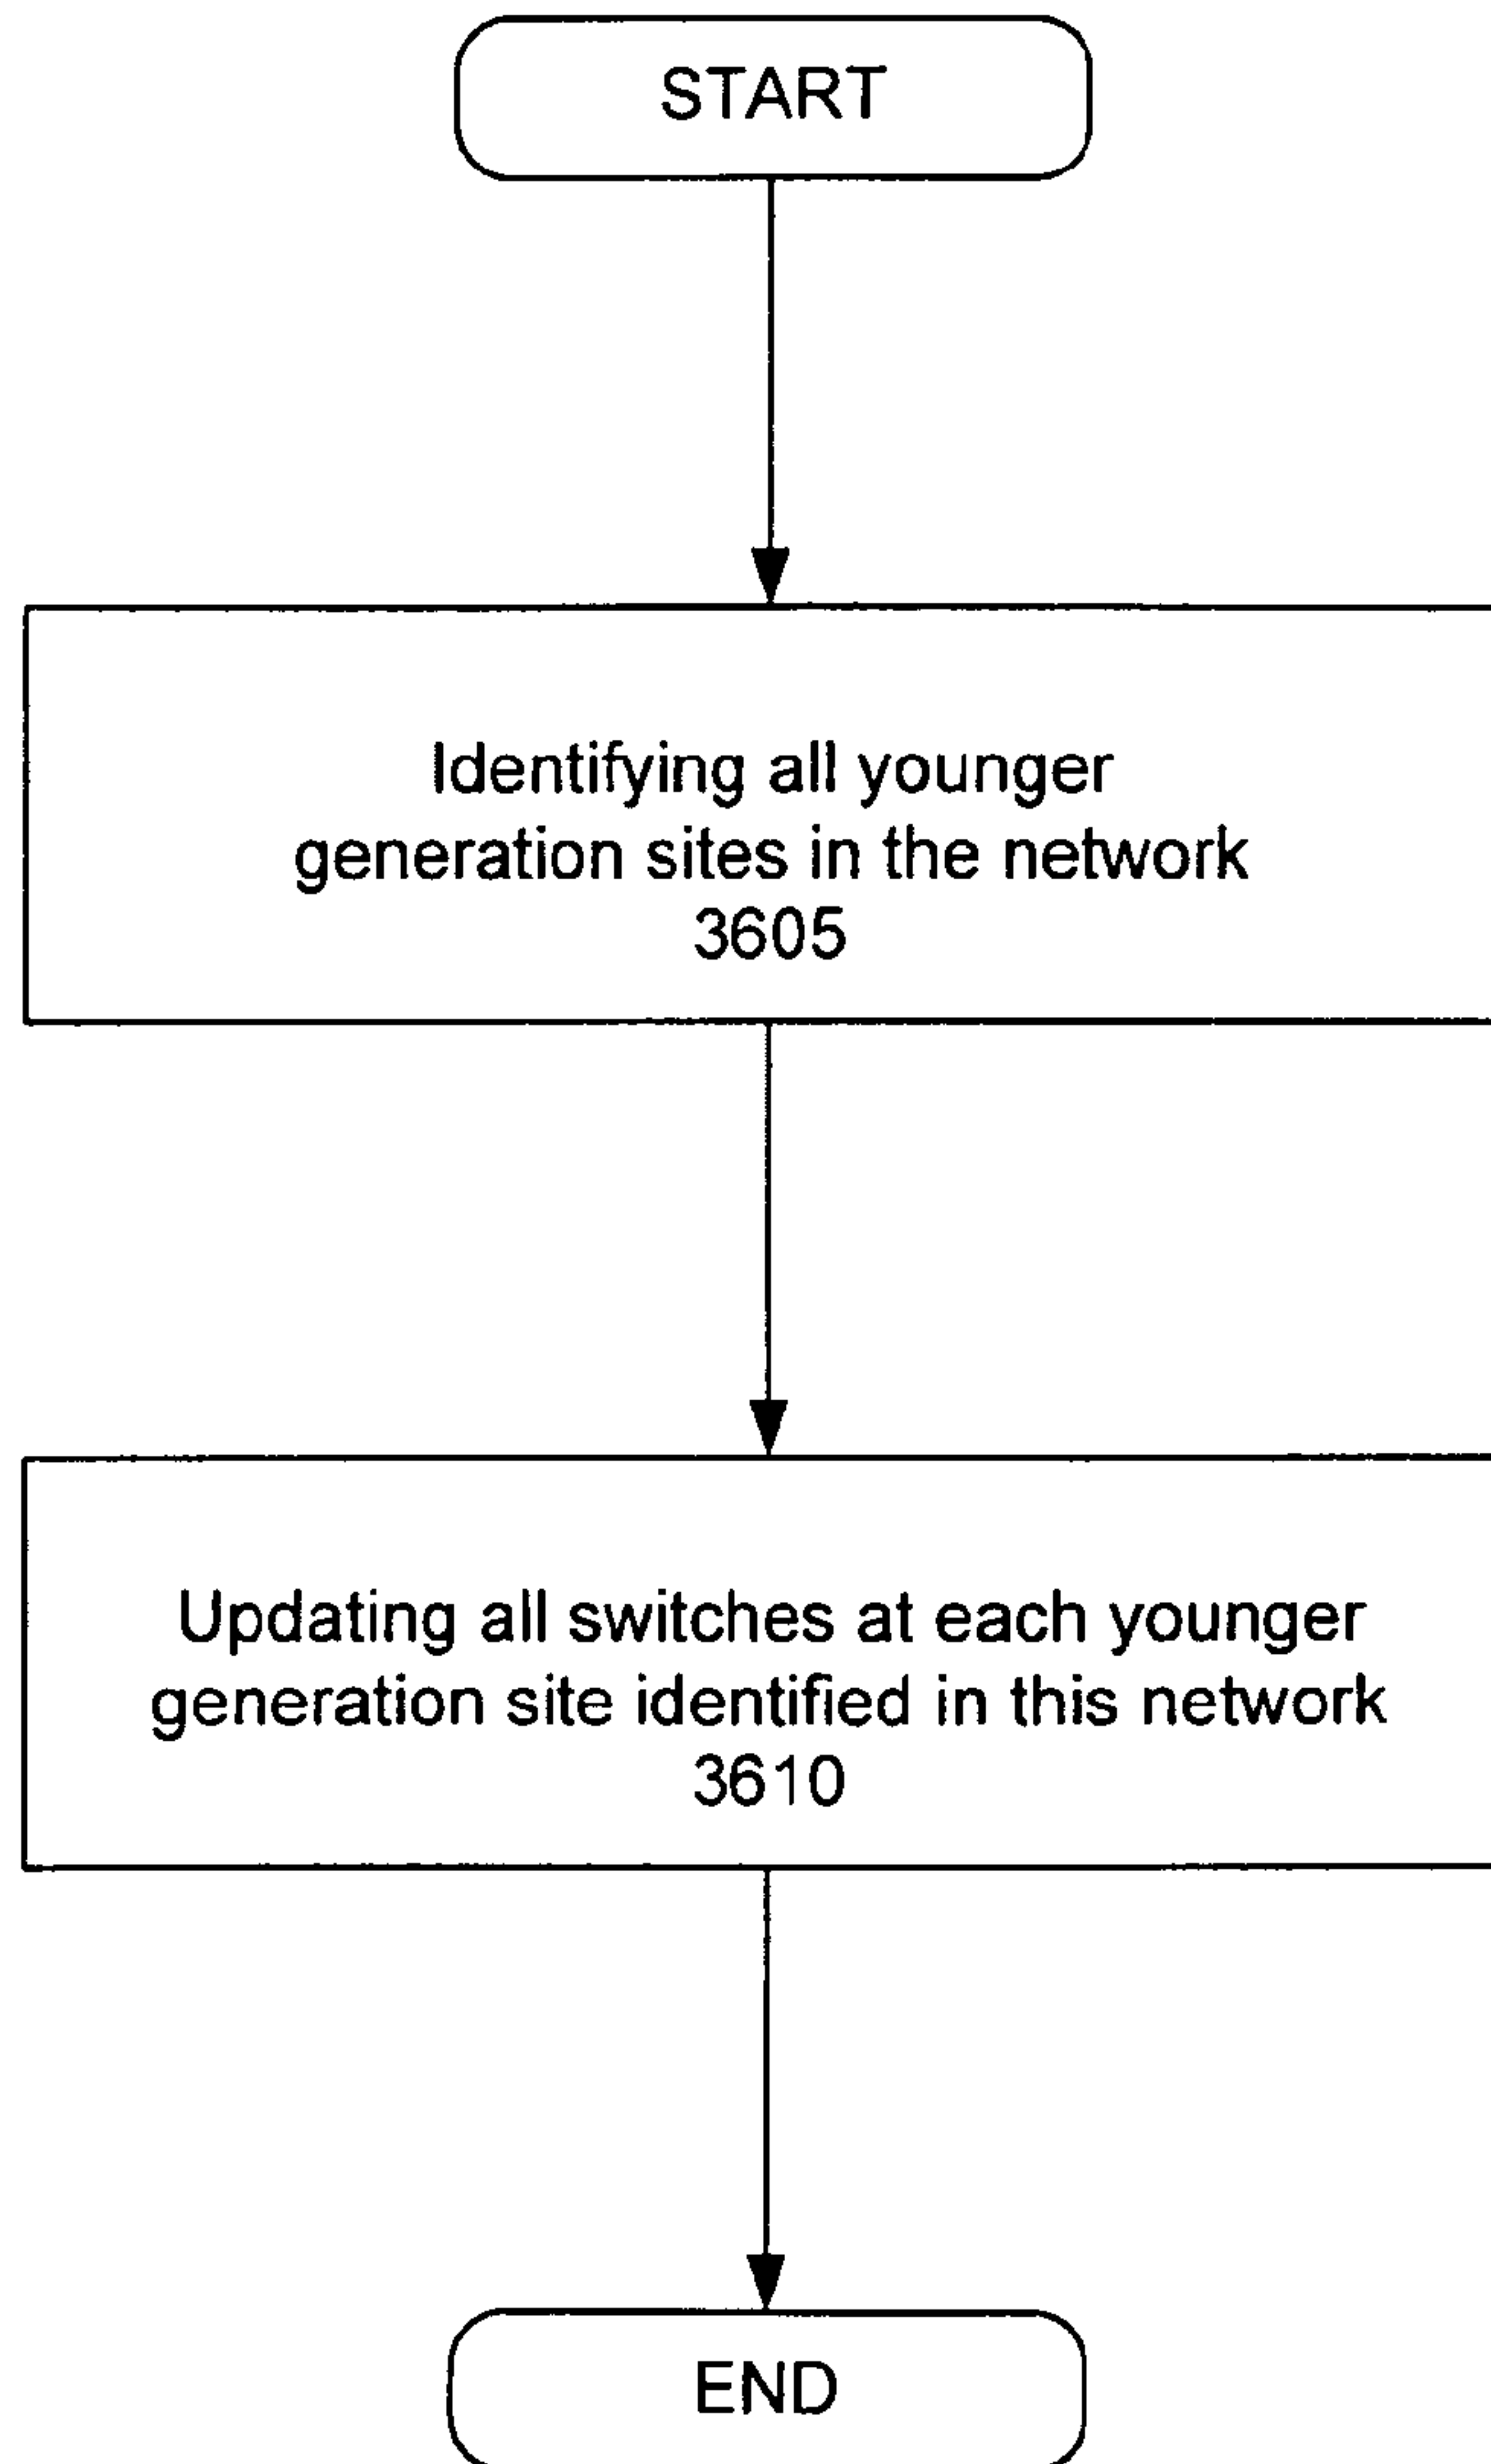 START
Identifying all younger
generation sites in the network
3605
Updating all switches at each younger
generation site identified in this network
3610
END